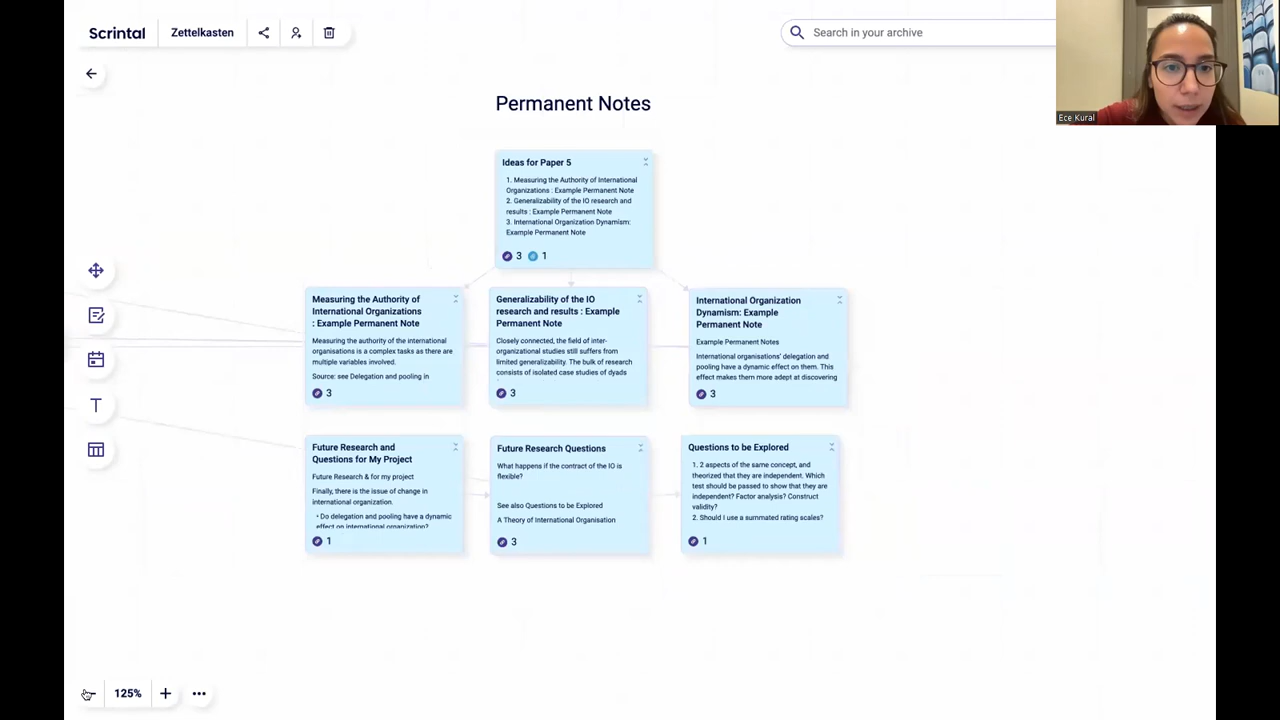 Scrintal
Zettelkasten
Search in your archive
Ece Kural
Permanent Notes
Ideas for Paper 5
1. Measuring the Authority of International
Organizations : Example Permanent Note
2. Generalizability of the IO research and
results : Example Permanent Note
3. International Organization Dynamism:
Example Permanent Note
3 1
Measuring the Authority of
International Organizations
: Example Permanent Note
Measuring the authority of the international
organisations is a complex tasks as there are
multiple variables involved.
Source: see Delegation and pooling in
3
Generalizability of the IO
research and results : Example
Permanent Note
Closely connected, the field of inter-
organizational studies still suffers from
limited generalizability. The bulk of research
consists of isolated case studies of dyads
3
International Organization
Dynamism: Example
Permanent Note
Example Permanent Notes
International organisations' delegation and
pooling have a dynamic effect on them. This
effect makes them more adept at discovering
3
Future Research and
Questions for My Project
Future Research & for my project
Finally, there is the issue of change in
international organization.
• Do delegation and pooling have a dynamic
effect on international organization?
1
Future Research Questions
What happens if the contract of the IO is
flexible?
See also Questions to be Explored
A Theory of International Organisation
3
Questions to be Explored
1. 2 aspects of the same concept, and
theorized that they are independent. Which
test should be passed to show that they are
independent? Factor analysis? Construct
validity?
2. Should I use a summated rating scales?
1
125%